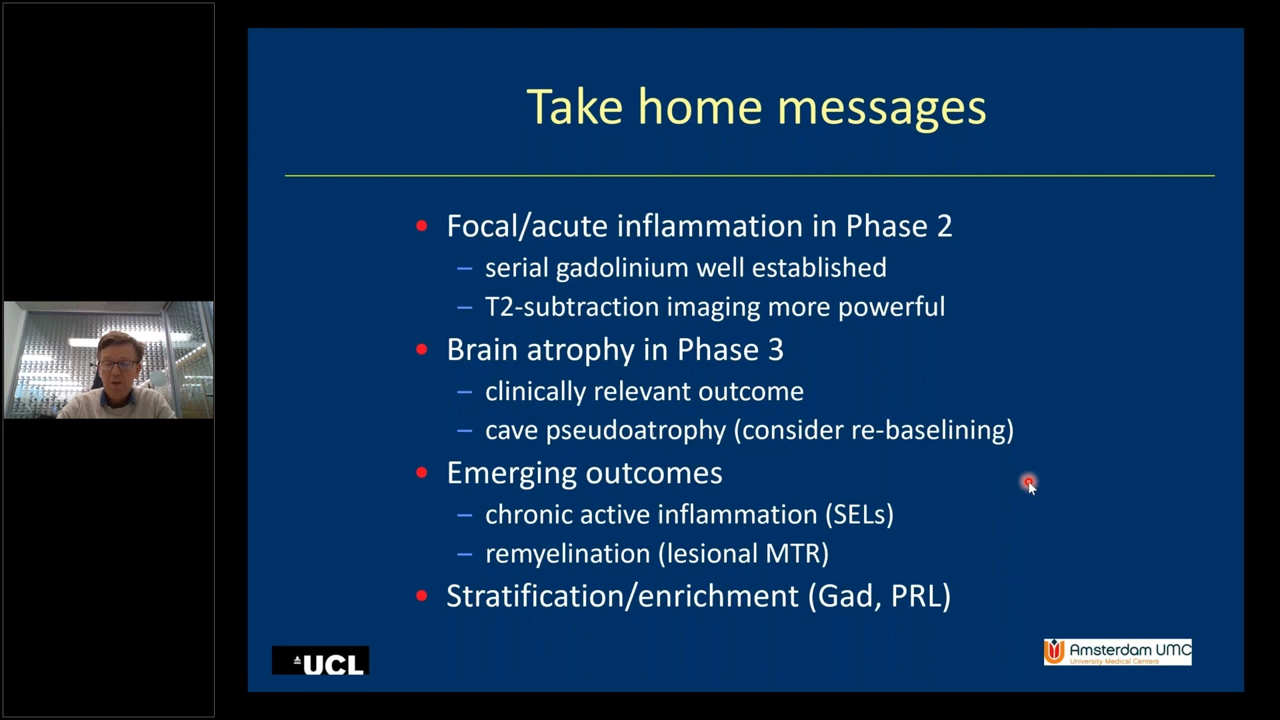 Take home messages
• Focal/acute inflammation in Phase 2
– serial gadolinium well established
– T2-subtraction imaging more powerful
• Brain atrophy in Phase 3
– clinically relevant outcome
– cave pseudoatrophy (consider re-baselining)
• Emerging outcomes
– chronic active inflammation (SELs)
– remyelination (lesional MTR)
• Stratification/enrichment (Gad, PRL)
UCL
Amsterdam UMC
University Medical Centers